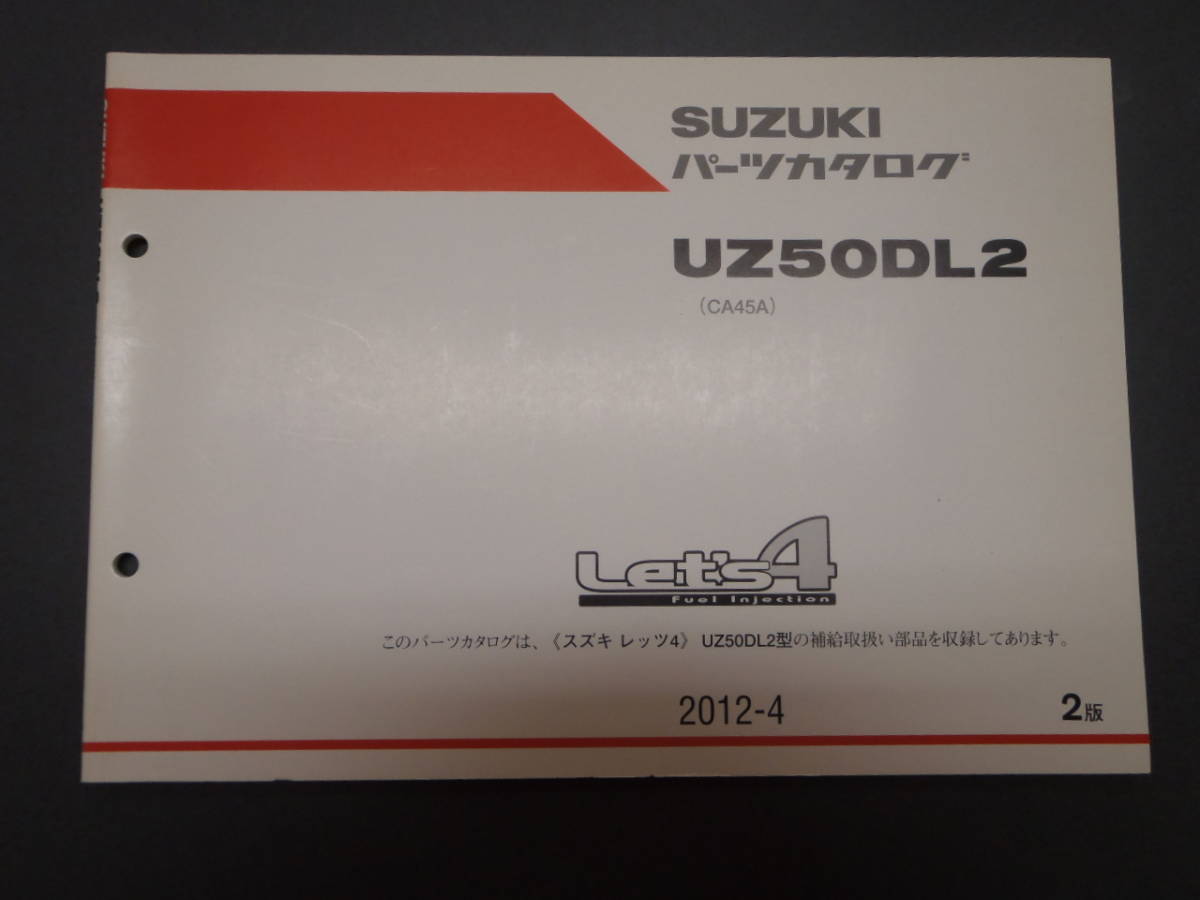 SUZUKI
パーツカタログ
UZ50DL2
(CA45A)
Let's4
Fuel Injection
このパーツカタログは、《スズキ レッツ4》 UZ50DL2型の補給取扱い部品を収録してあります。
2012-4 2版